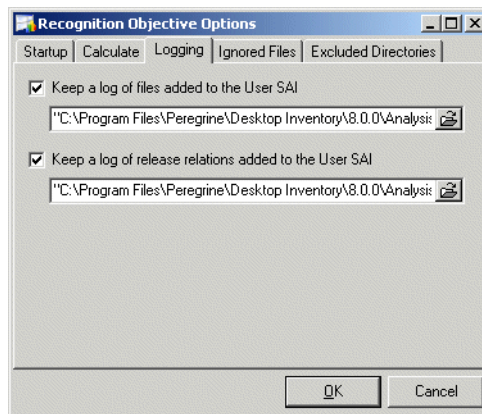 Recognition Objective Options
Startup Calculate Logging Ignored Files Excluded Directories
Keep a log of files added to the User SAI
"C:\Program Files\Peregrine\Desktop Inventory\8.0.0\Analysis
Keep a log of release relations added to the User SAI
"C:\Program Files\Peregrine\Desktop Inventory\8.0.0\Analysis
OK Cancel